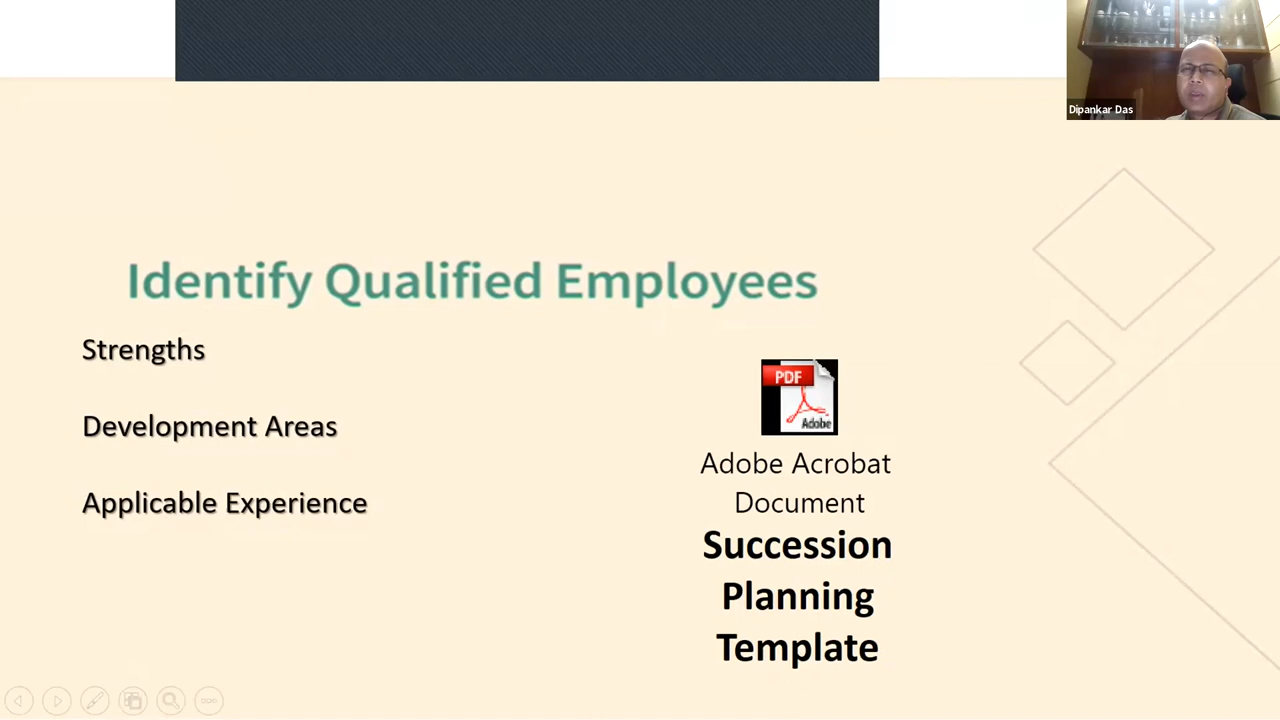 Dipankar Das
Identify Qualified Employees
Strengths
Development Areas
Applicable Experience
PDF
Adobe
Adobe Acrobat
Document
Succession
Planning
Template